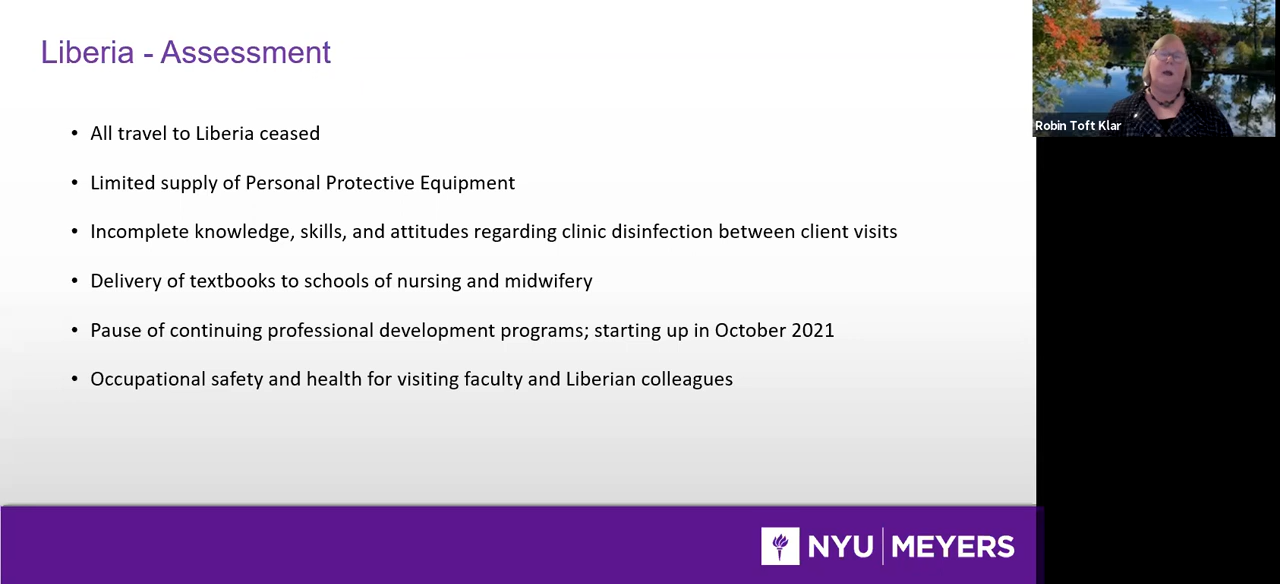 Liberia - Assessment
• All travel to Liberia ceased
• Limited supply of Personal Protective Equipment
• Incomplete knowledge, skills, and attitudes regarding clinic disinfection between client visits
• Delivery of textbooks to schools of nursing and midwifery
• Pause of continuing professional development programs; starting up in October 2021
• Occupational safety and health for visiting faculty and Liberian colleagues
Robin Toft Klar
NYU MEYERS